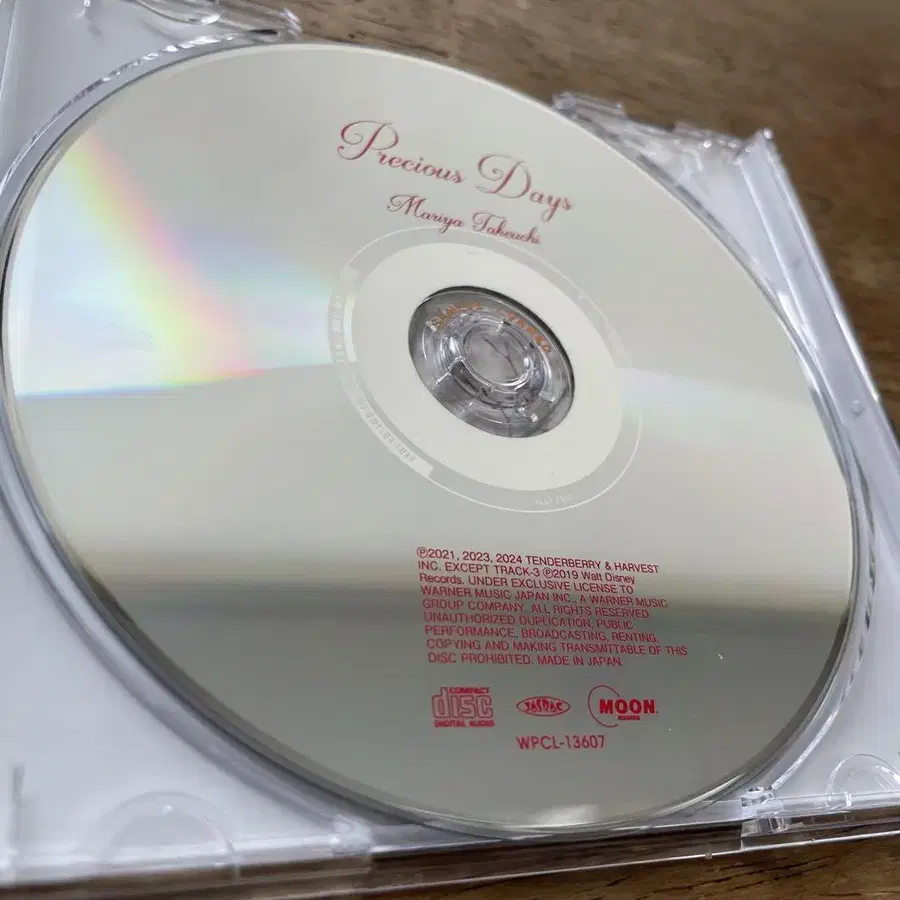 Precious Days
Mariya Takeuchi
℗2021, 2023, 2024 TENDERBERRY & HARVEST
INC. EXCEPT TRACK-3 ℗2019 Walt Disney
Records. UNDER EXCLUSIVE LICENSE TO
WARNER MUSIC JAPAN INC., A WARNER MUSIC
GROUP COMPANY. ALL RIGHTS RESERVED.
UNAUTHORIZED DUPLICATION, PUBLIC
PERFORMANCE, BROADCASTING, RENTING,
COPYING AND MAKING TRANSMITTABLE OF THIS
DISC PROHIBITED. MADE IN JAPAN.
COMPACT
disc
DIGITAL AUDIO
JASRAC
MOON
RECORDS
WPCL-13607